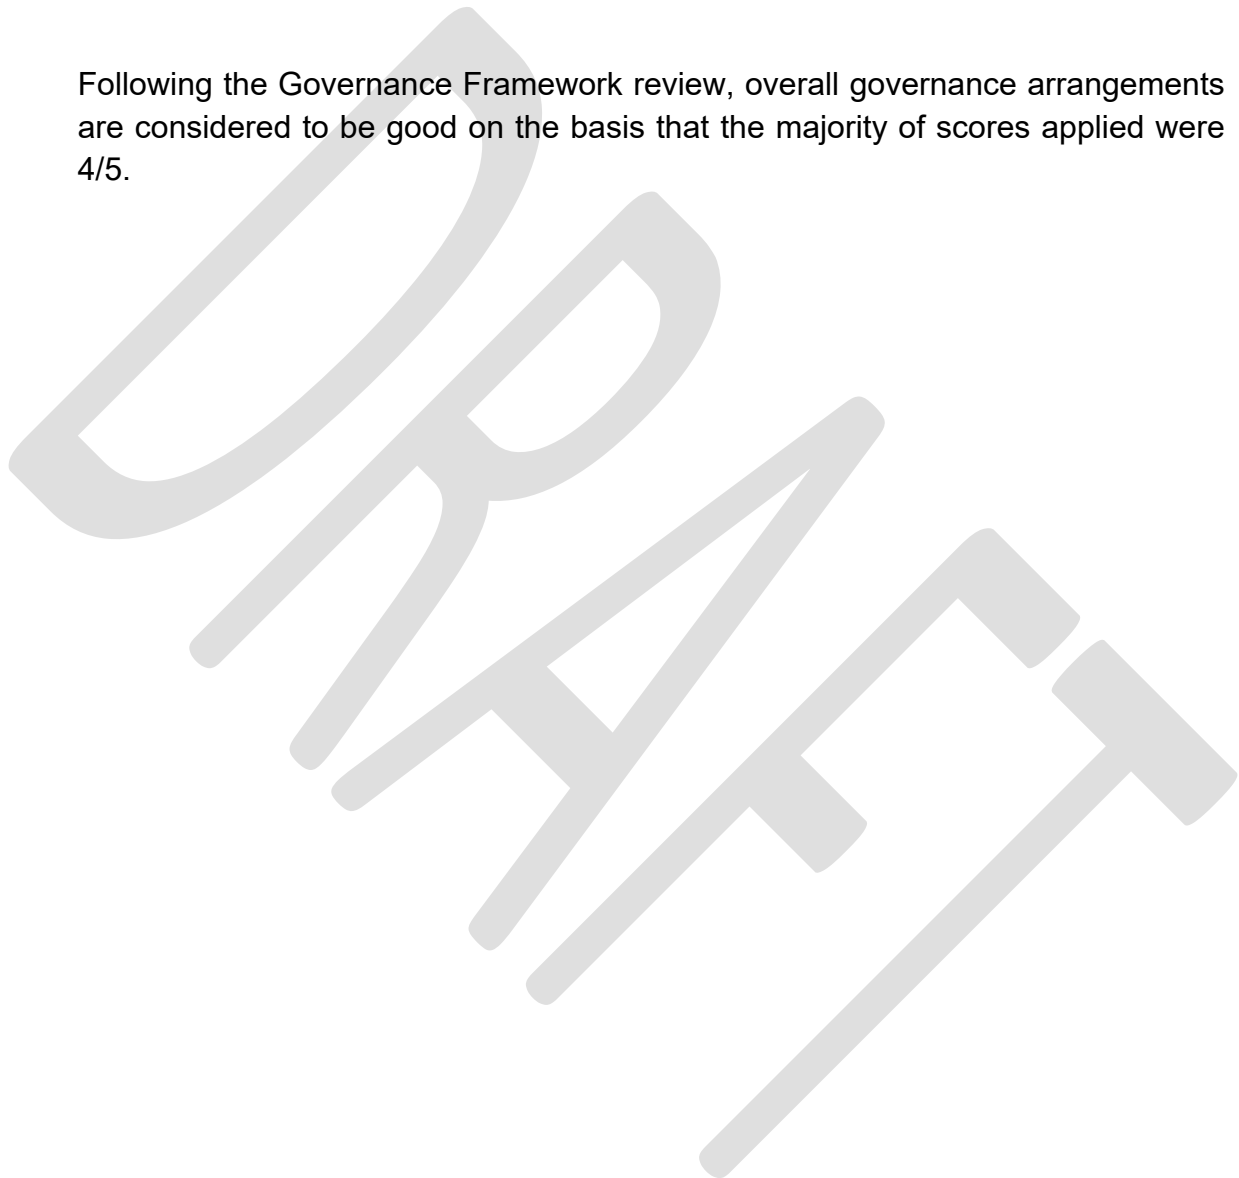 Following the Governance Framework review, overall governance arrangements
are considered to be good on the basis that the majority of scores applied were
4/5.
DRAFT